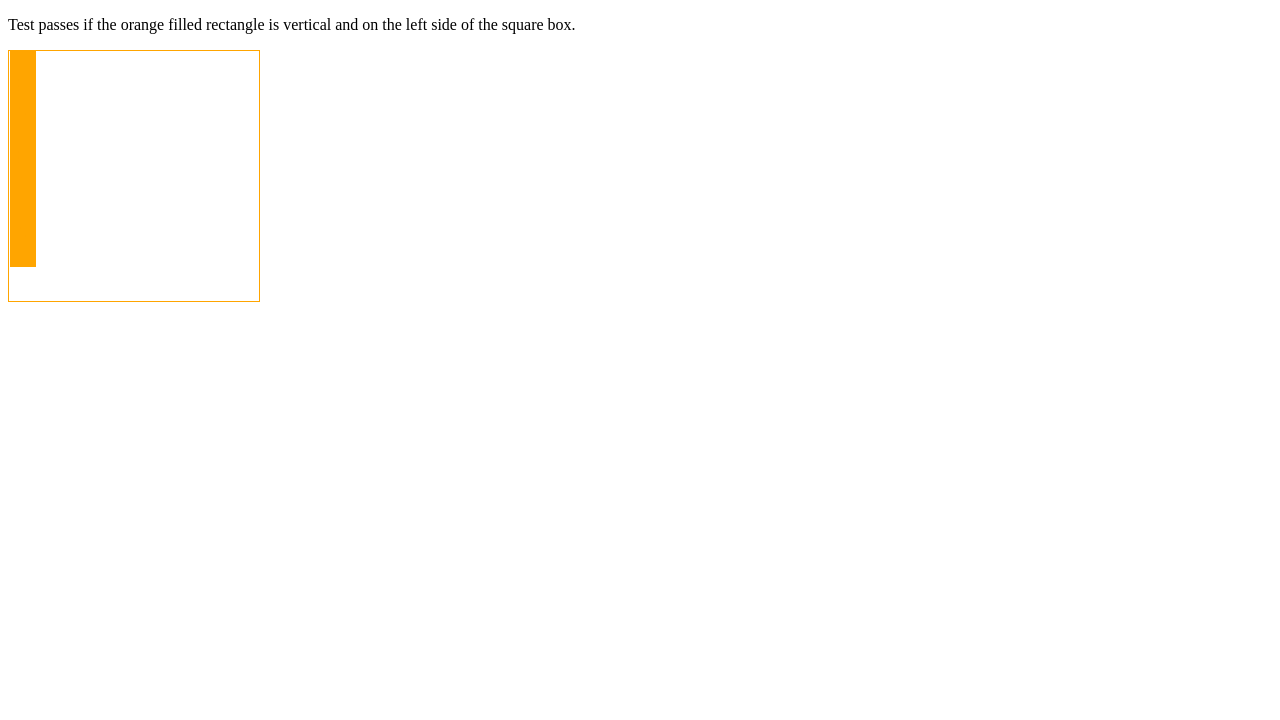 Test passes if the orange filled rectangle is vertical and on the left side of the square box.